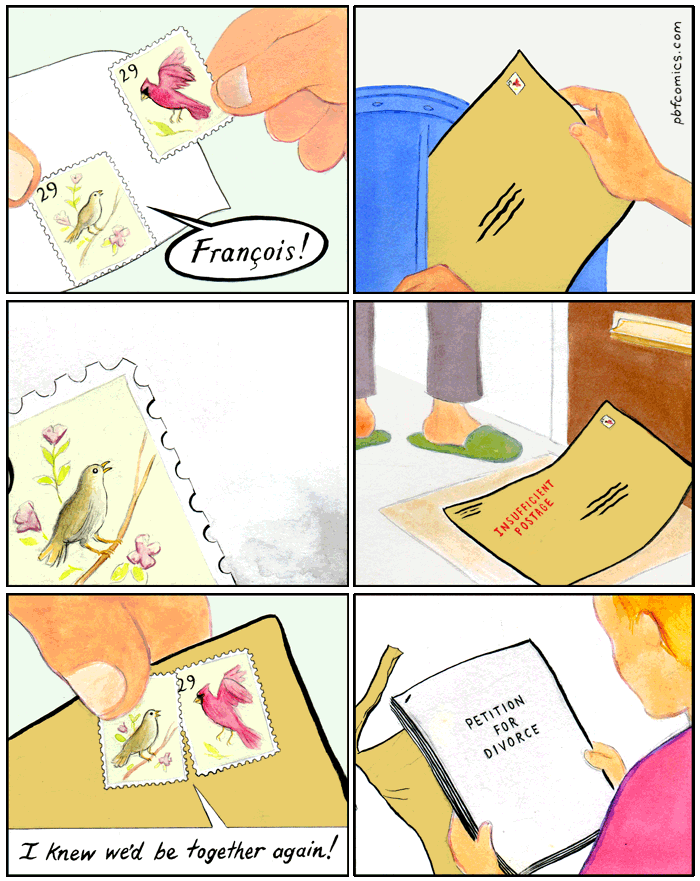 29
29
François!
pbfcomics.com
INSUFFICIENT
POSTAGE
29
I knew we'd be together again!
PETITION
FOR
DIVORCE